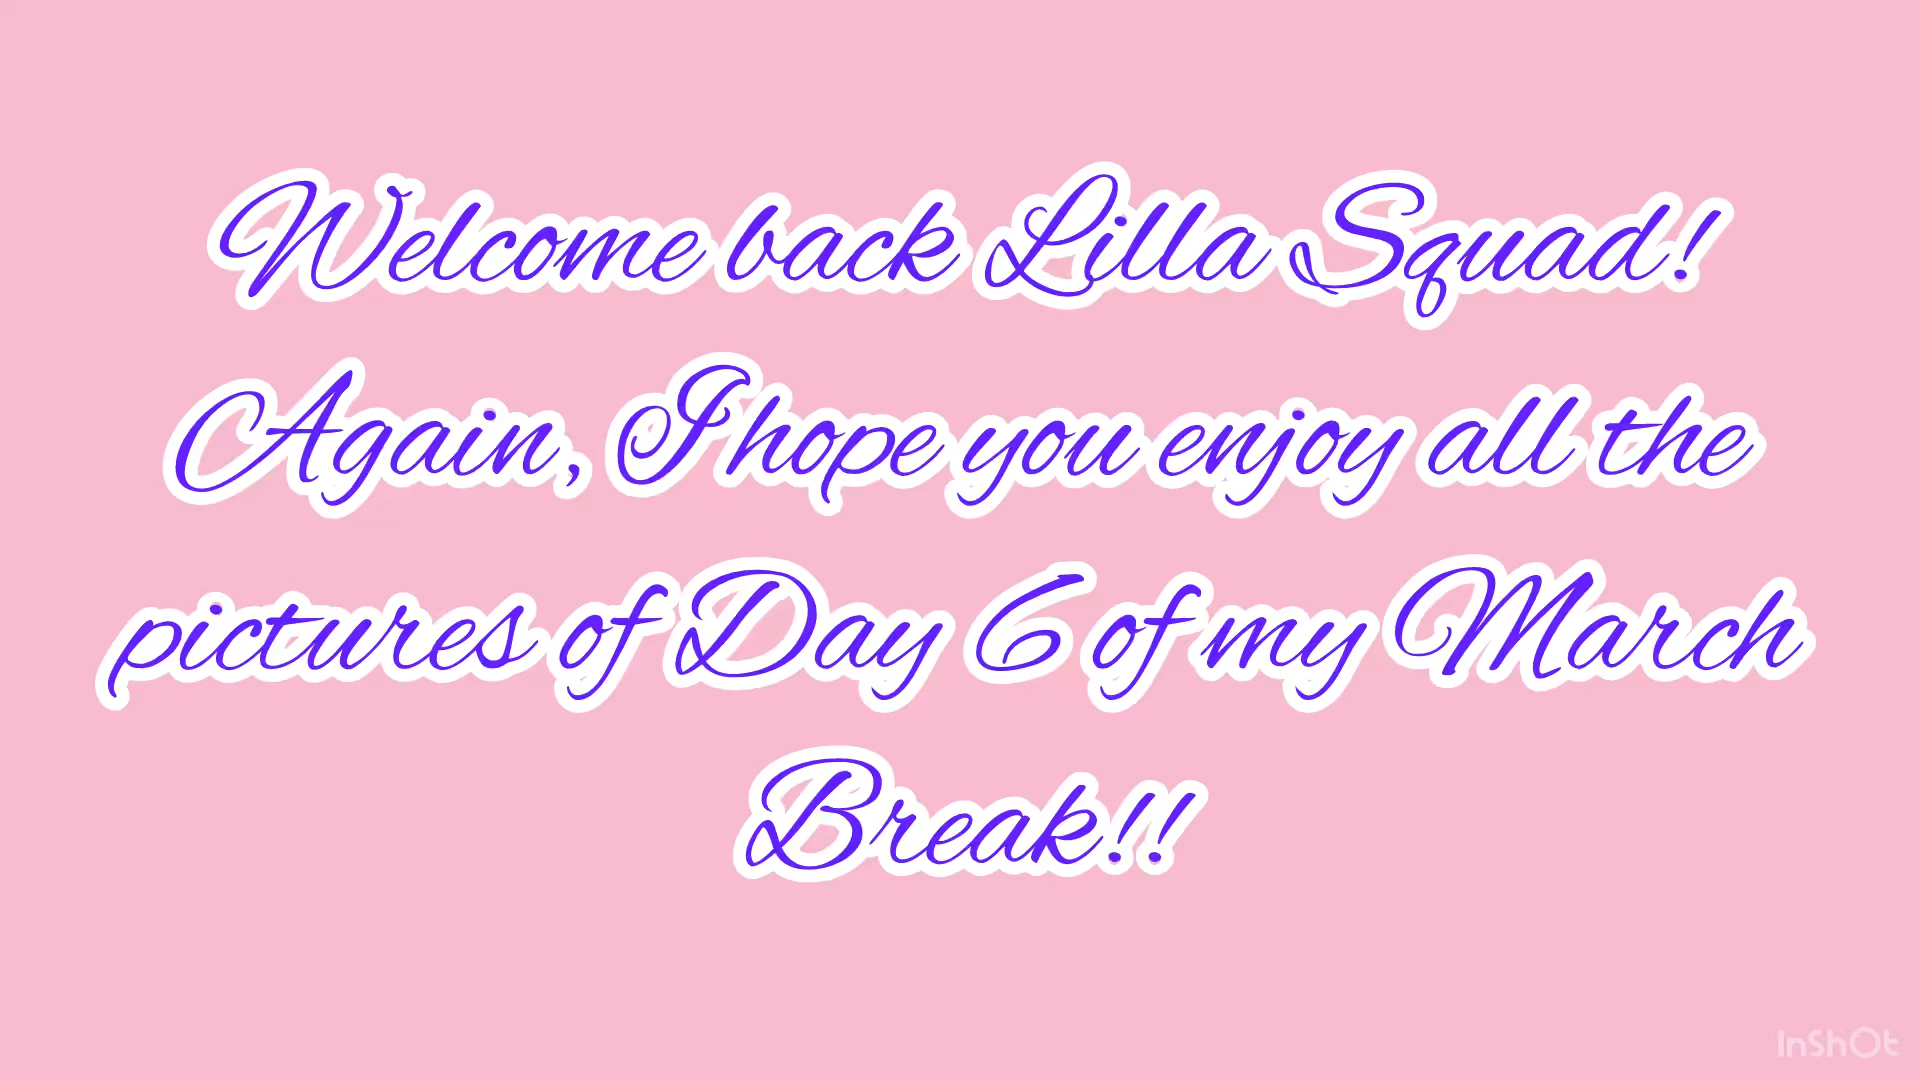 Welcome back Lilla Squad!
Again, I hope you enjoy all the
pictures of Day 6 of my March
Break!!
InShOt